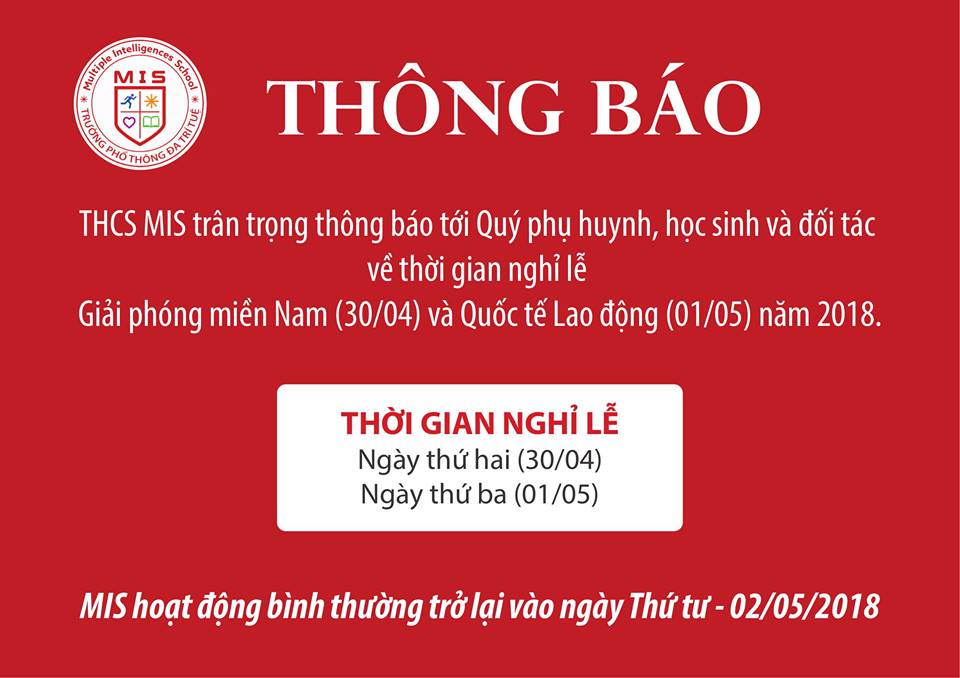 Multiple Intelligences School
MIS
TRƯỜNG PHỔ THÔNG ĐA TRÍ TUỆ
THÔNG BÁO
THCS MIS trân trọng thông báo tới Quý phụ huynh, học sinh và đối tác
về thời gian nghỉ lễ
Giải phóng miền Nam (30/04) và Quốc tế Lao động (01/05) năm 2018.
THỜI GIAN NGHỈ LỄ
Ngày thứ hai (30/04)
Ngày thứ ba (01/05)
MIS hoạt động bình thường trở lại vào ngày Thứ tư - 02/05/2018